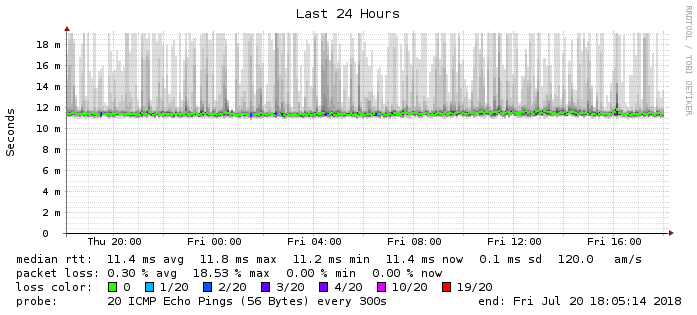 Last 24 Hours
RRDTOOL / TOBI OETIKER
Seconds
18 m
16 m
14 m
12 m
10 m
8 m
6 m
4 m
2 m
0
Thu 20:00 Fri 00:00 Fri 04:00 Fri 08:00 Fri 12:00 Fri 16:00
median rtt: 11.4 ms avg 11.8 ms max 11.2 ms min 11.4 ms now 0.1 ms sd 120.0 am/s
packet loss: 0.30 % avg 18.53 % max 0.00 % min 0.00 % now
loss color: 0 1/20 2/20 3/20 4/20 10/20 19/20
probe: 20 ICMP Echo Pings (56 Bytes) every 300s end: Fri Jul 20 18:05:14 2018